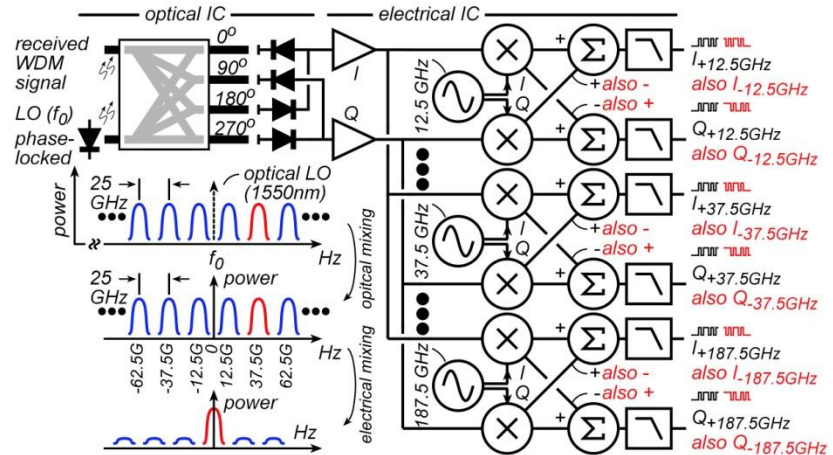 optical IC
electrical IC
received
WDM
signal
LO (f0)
phase-
locked
0°
90°
180°
270°
I
Q
12.5 GHz
I
Q
+
+ also -
- also +
+
I+12.5GHz
also I-12.5GHz
Q+12.5GHz
also Q-12.5GHz
37.5 GHz
I
Q
+
+ also -
- also +
+
I+37.5GHz
also I-37.5GHz
Q+37.5GHz
also Q-37.5GHz
187.5 GHz
I
Q
+
+ also -
- also +
+
I+187.5GHz
also I-187.5GHz
Q+187.5GHz
also Q-187.5GHz
Σ
Σ
Σ
Σ
Σ
Σ
power
25
GHz
optical LO
(1550nm)
Hz
f0
opitcal mixing
25
GHz
power
Hz
-62.5G
-37.5G
-12.5G
0
12.5G
37.5G
62.5G
electrical mixing
power
Hz